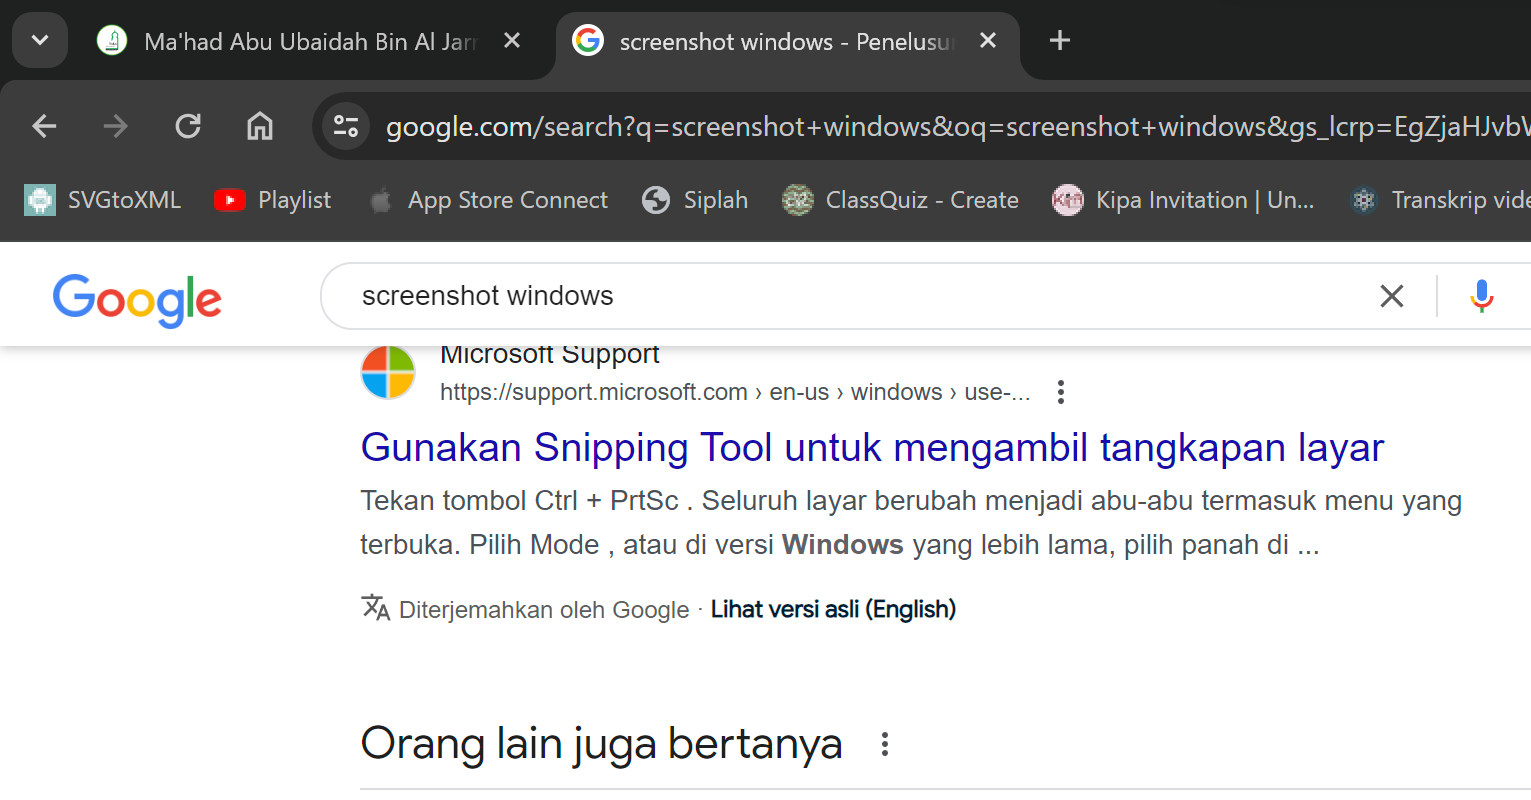 Ma'had Abu Ubaidah Bin Al Jarr
screenshot windows - Penelusu
google.com/search?q=screenshot+windows&oq=screenshot+windows&gs_lcrp=EgZjaHJvbV
SVGtoXML
Playlist
App Store Connect
Siplah
ClassQuiz - Create
Kipa Invitation | Un...
Transkrip vide
Google
screenshot windows
Microsoft Support
https://support.microsoft.com › en-us › windows › use-...
Gunakan Snipping Tool untuk mengambil tangkapan layar
Tekan tombol Ctrl + PrtSc . Seluruh layar berubah menjadi abu-abu termasuk menu yang
terbuka. Pilih Mode , atau di versi Windows yang lebih lama, pilih panah di ...
Diterjemahkan oleh Google · Lihat versi asli (English)
Orang lain juga bertanya